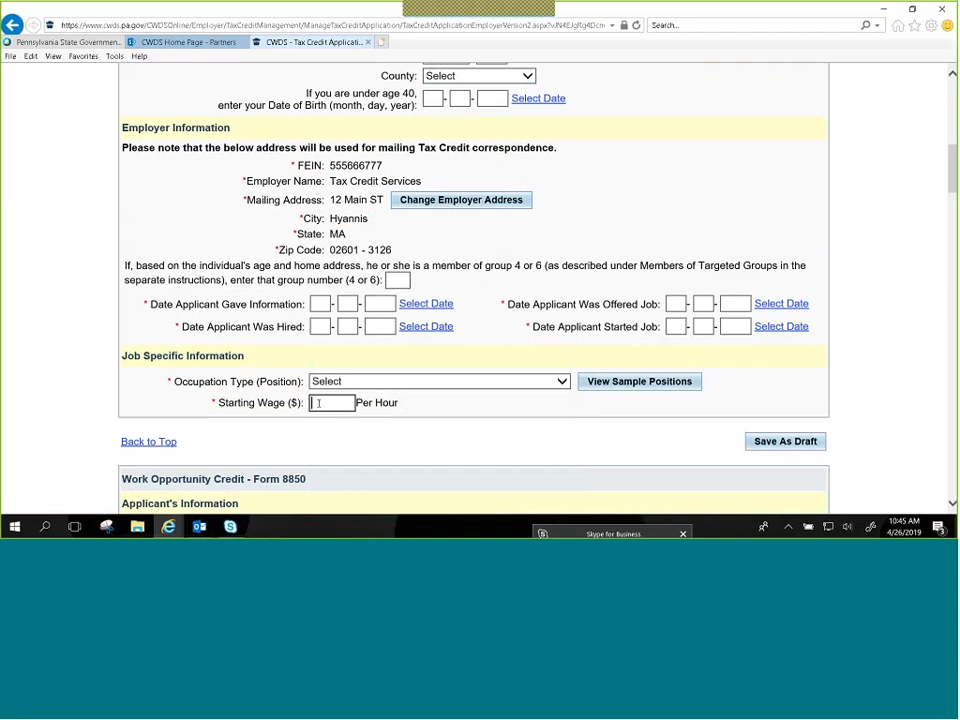 https://www.cwds.pa.gov/CWDSOnline/Employer/TaxCreditManagement/ManageTaxCreditApplication/TaxCreditApplicationEmployerVersion2.aspx?
Search...
Pennsylvania State Governmen...
CWDS Home Page - Partners
CWDS - Tax Credit Applicati...
File Edit View Favorites Tools Help
County: Select
If you are under age 40,
enter your Date of Birth (month, day, year): - - Select Date
Employer Information
Please note that the below address will be used for mailing Tax Credit correspondence.
* FEIN: 555666777
*Employer Name: Tax Credit Services
*Mailing Address: 12 Main ST Change Employer Address
*City: Hyannis
*State: MA
*Zip Code: 02601 - 3126
If, based on the individual's age and home address, he or she is a member of group 4 or 6 (as described under Members of Targeted Groups in the
separate instructions), enter that group number (4 or 6):
* Date Applicant Gave Information: - - Select Date * Date Applicant Was Offered Job: - - Select Date
* Date Applicant Was Hired: - - Select Date * Date Applicant Started Job: - - Select Date
Job Specific Information
* Occupation Type (Position): Select View Sample Positions
* Starting Wage ($): Per Hour
Back to Top Save As Draft
Work Opportunity Credit - Form 8850
Applicant's Information
Skype for Business
10:45 AM
4/26/2019
3